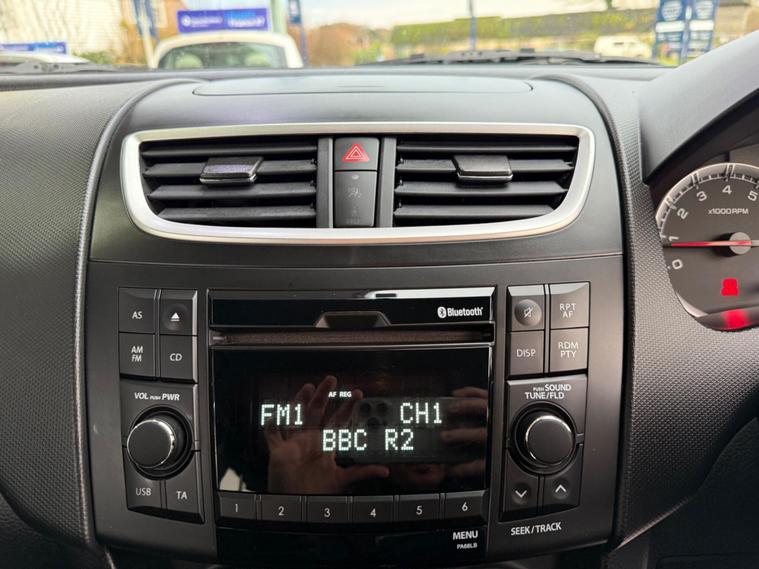 1 2 3 4 5
x1000RPM
0
AS
AM
FM
CD
VOL PUSH PWR
USB
TA
Bluetooth
AF REG
FM1 CH1
BBC R2
1 2 3 4 5 6
MENU
PA68LB
DISP
RPT
AF
RDM
PTY
PUSH SOUND
TUNE/FLD
SEEK/TRACK